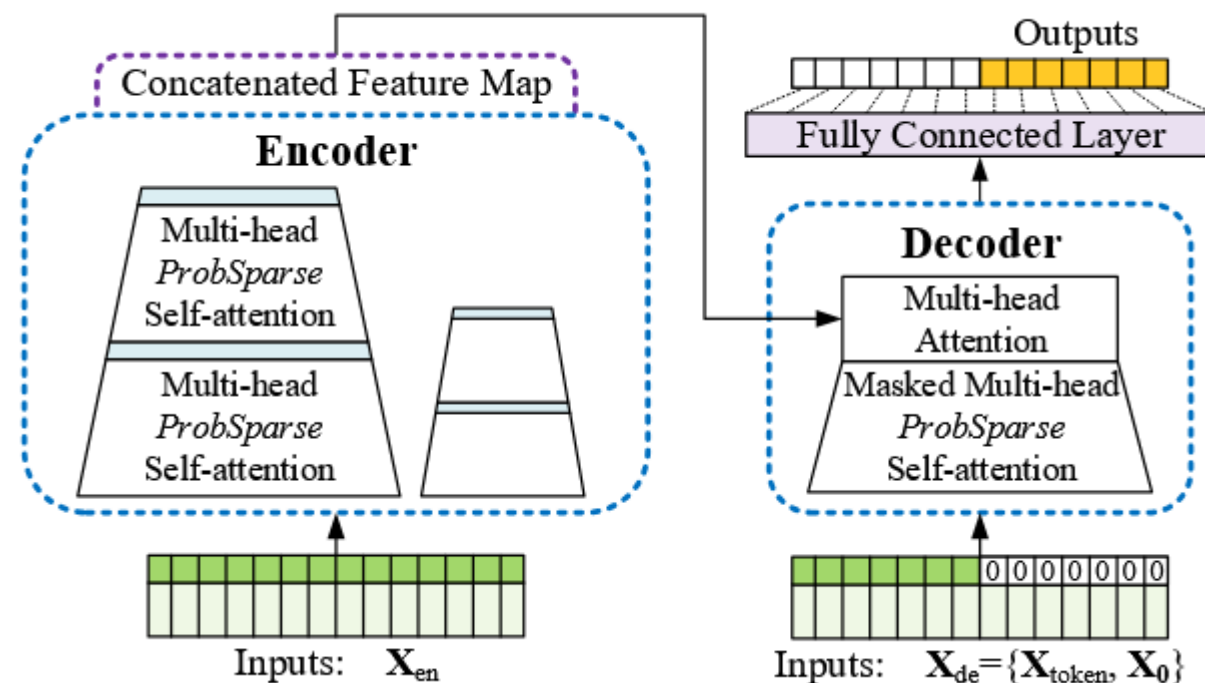 Concatenated Feature Map
Encoder
Multi-head
ProbSparse
Self-attention
Multi-head
ProbSparse
Self-attention
Inputs: Xen
Outputs
Fully Connected Layer
Decoder
Multi-head
Attention
Masked Multi-head
ProbSparse
Self-attention
0 0 0 0 0 0 0
Inputs: Xde={Xtoken, X0}